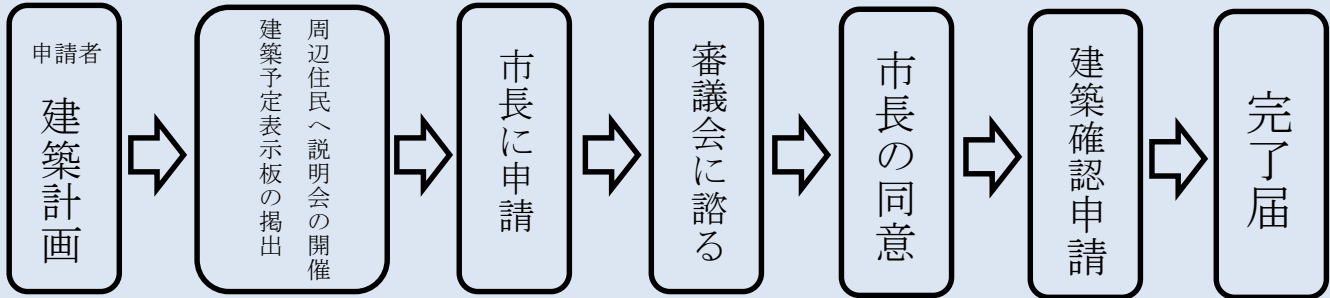 申請者
建築計画
周辺住民へ説明会の開催
建築予定表示板の掲出
市長に申請
審議会に諮る
市長の同意
建築確認申請
完了届